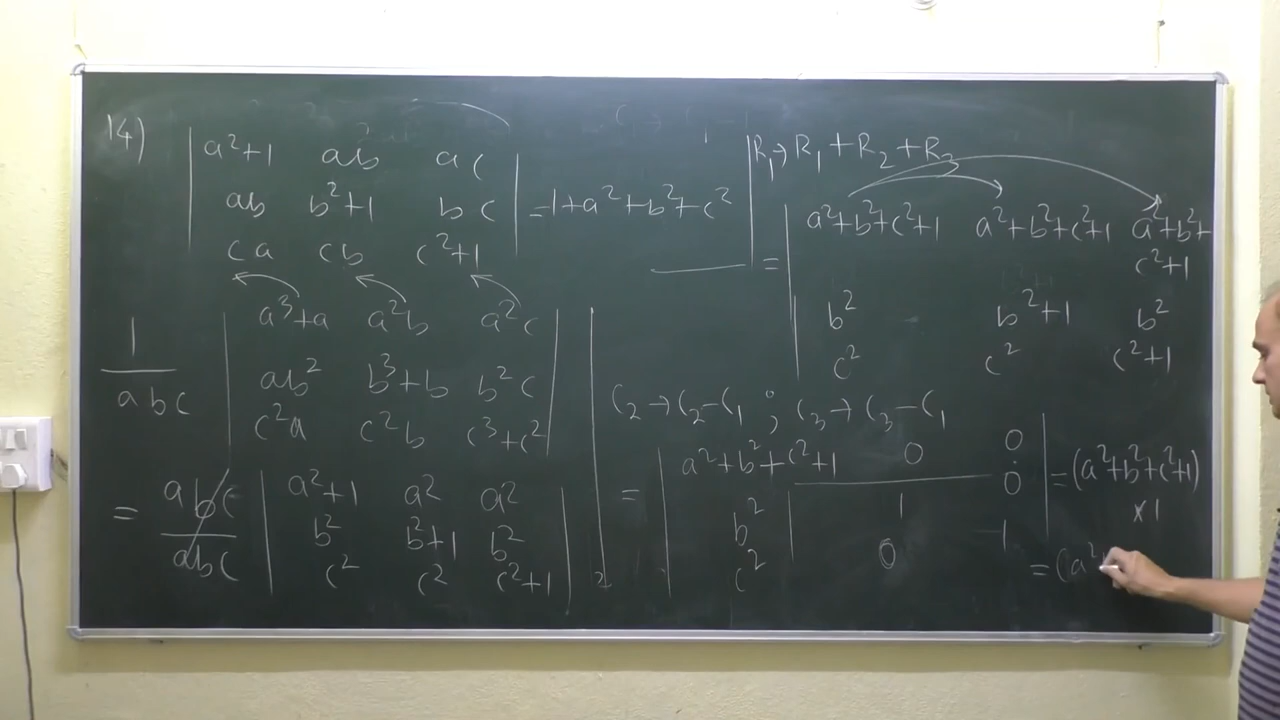 14)
| a²+1 ab ac |
| ab b²+1 bc | = 1+a²+b²+c²
| ca cb c²+1 |
1/abc
| a³+a a²b a²c |
| ab² b³+b b²c |
| c²a c²b c³+c² |
= abc/abc
| a²+1 a² a² |
| b² b²+1 b² |
| c² c² c²+1 |
R₁→R₁+R₂+R₃
= | a²+b²+c²+1 a²+b²+c²+1 a²+b²+
c²+1
b² b²+1 b²
c² c² c²+1
C₂→C₂-C₁ ; C₃→C₃-C₁
= | a²+b²+c²+1 0 0 | = (a²+b²+c²+1)
b² 1 0 ×1
c² 0 1
= (a²